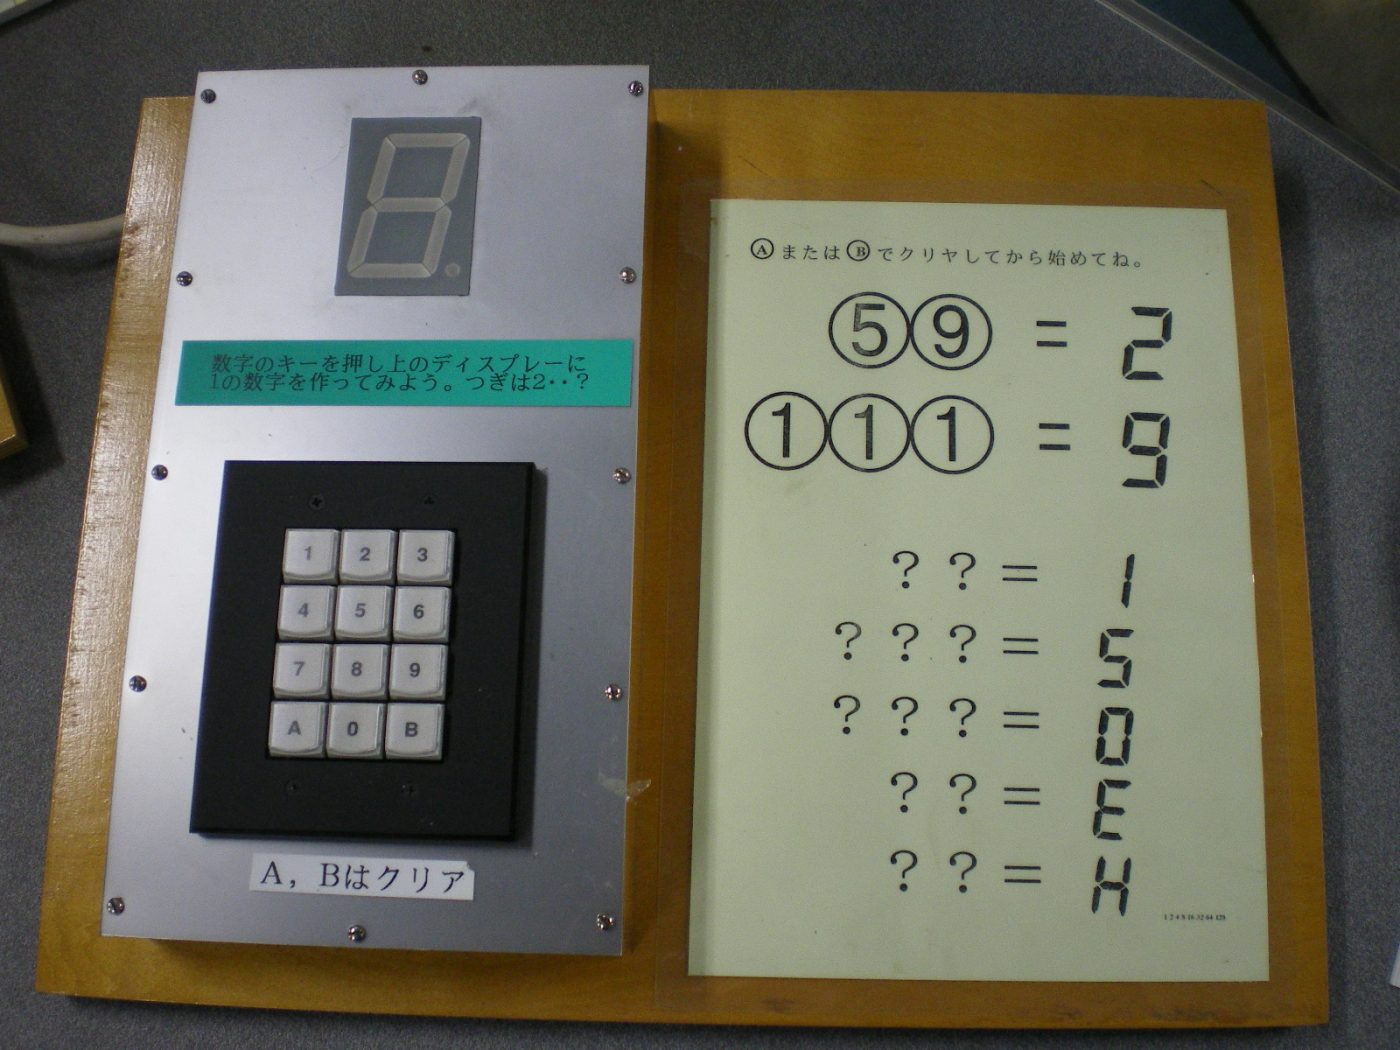 数字のキーを押し上のディスプレーに
1の数字を作ってみよう。つぎは2・・?
1 2 3
4 5 6
7 8 9
A 0 B
A, Bはクリア
Ⓐ または Ⓑ でクリヤしてから始めてね。
⑤⑨ = 2
①①① = 9
? ? = 1
? ? ? = 5
? ? ? = 0
? ? = E
? ? = H
1 2 4 8 16 32 64 128